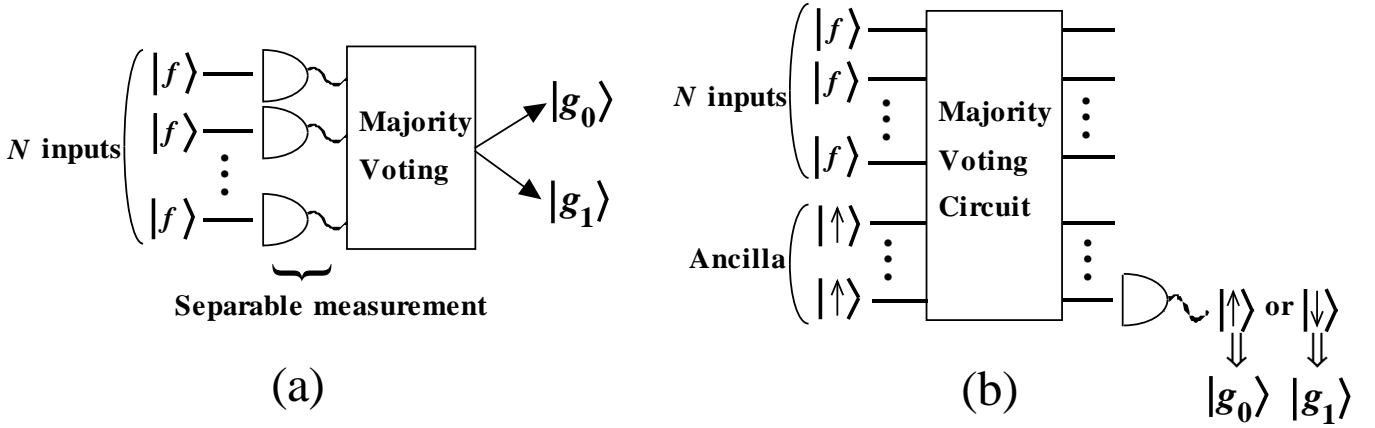 N inputs
|f⟩
|f⟩
|f⟩
Majority
Voting
|g₀⟩
|g₁⟩
Separable measurement
(a)
N inputs
|f⟩
|f⟩
|f⟩
Ancilla
|↑⟩
|↑⟩
Majority
Voting
Circuit
|↑⟩ or |↓⟩
|g₀⟩ |g₁⟩
(b)